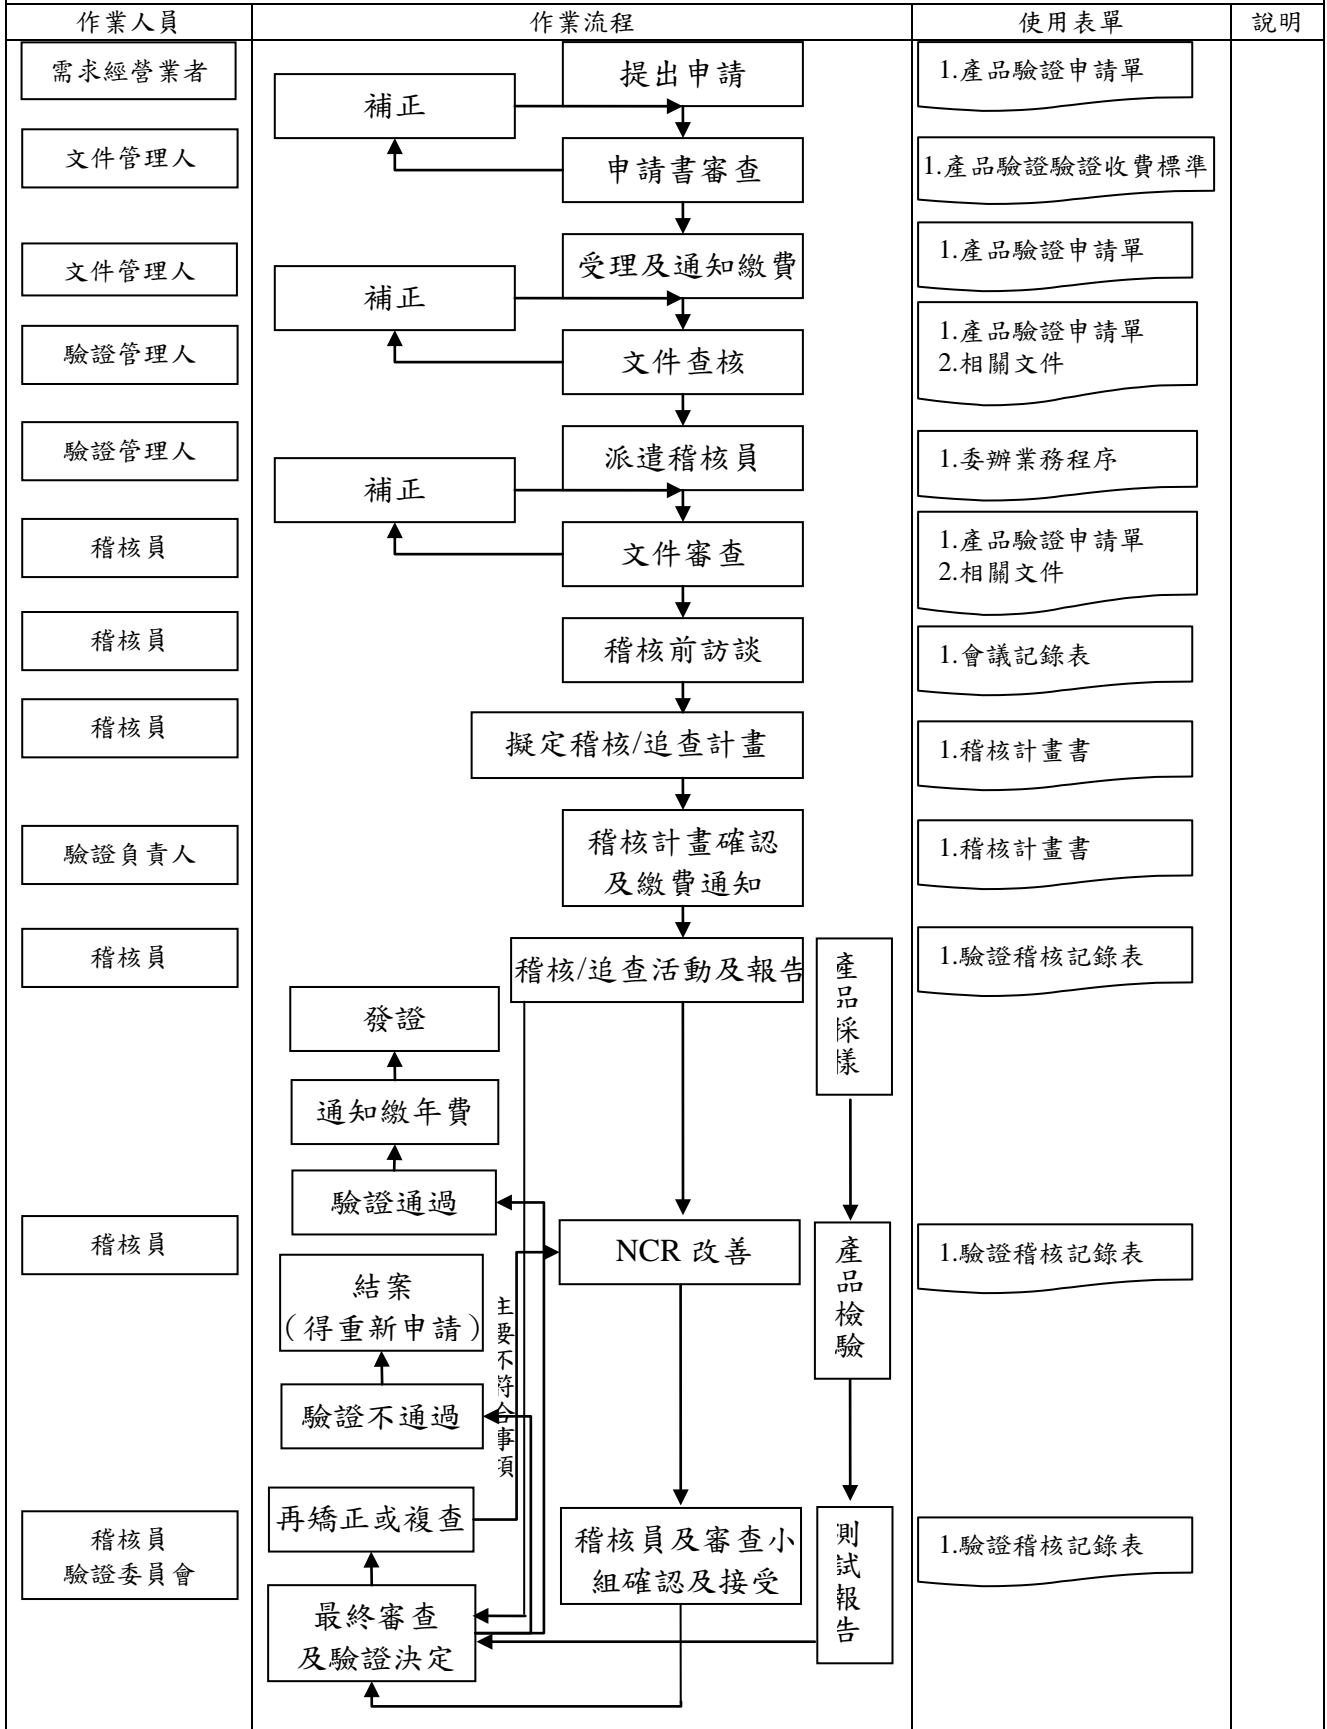 作業人員
作業流程
使用表單
說明
需求經營業者
提出申請
1.產品驗證申請單
補正
文件管理人
申請書審查
1.產品驗證驗證收費標準
文件管理人
受理及通知繳費
1.產品驗證申請單
補正
驗證管理人
文件查核
1.產品驗證申請單
2.相關文件
驗證管理人
派遣稽核員
1.委辦業務程序
補正
稽核員
文件審查
1.產品驗證申請單
2.相關文件
稽核員
稽核前訪談
1.會議記錄表
稽核員
擬定稽核/追查計畫
1.稽核計畫書
驗證負責人
稽核計畫確認
及繳費通知
1.稽核計畫書
稽核員
稽核/追查活動及報告
產品採樣
1.驗證稽核記錄表
發證
通知繳年費
驗證通過
稽核員
NCR 改善
產品檢驗
1.驗證稽核記錄表
結案
（得重新申請）
主要不符合事項
驗證不通過
再矯正或複查
稽核員
驗證委員會
稽核員及審查小
組確認及接受
測試報告
1.驗證稽核記錄表
最終審查
及驗證決定